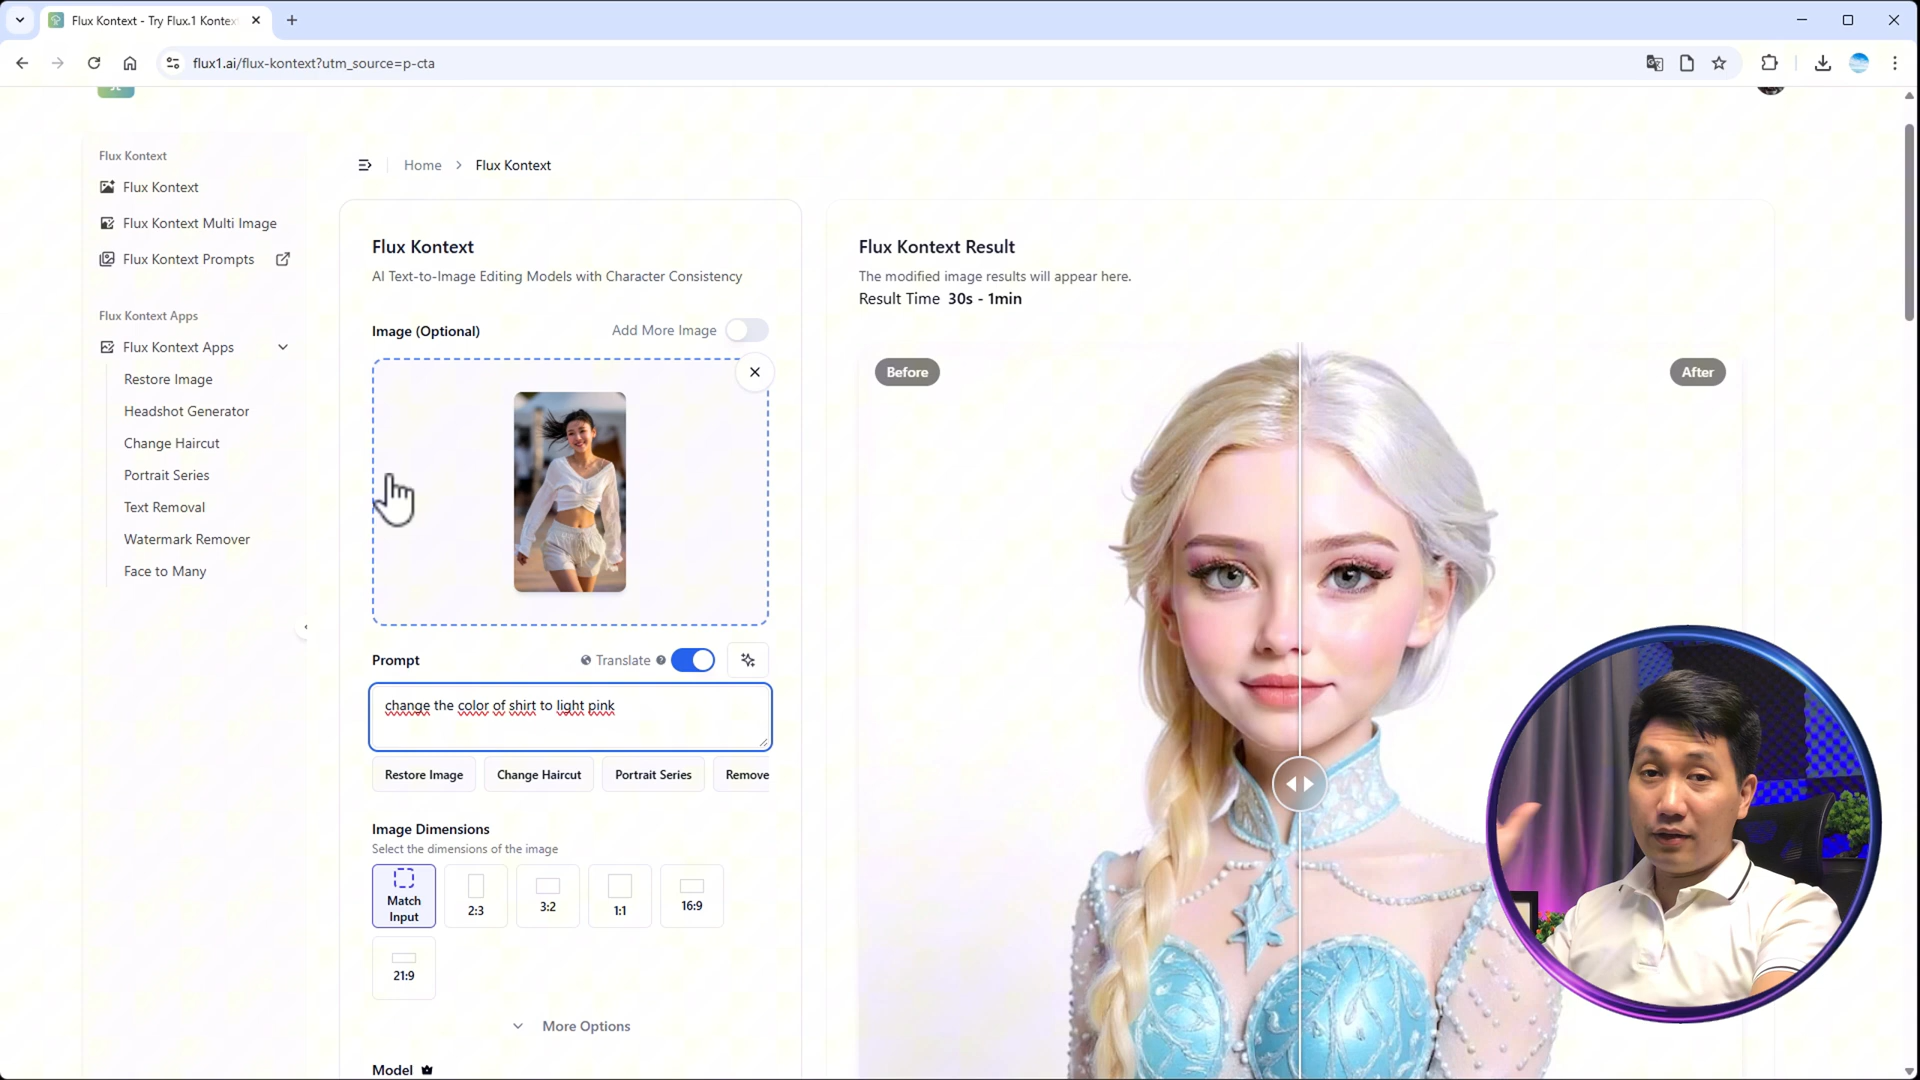 Flux Kontext - Try Flux.1 Kontex
flux1.ai/flux-kontext?utm_source=p-cta
Flux Kontext
Flux Kontext
Flux Kontext Multi Image
Flux Kontext Prompts
Flux Kontext Apps
Flux Kontext Apps
Restore Image
Headshot Generator
Change Haircut
Portrait Series
Text Removal
Watermark Remover
Face to Many
Home > Flux Kontext
Flux Kontext
AI Text-to-Image Editing Models with Character Consistency
Image (Optional)
Add More Image
Prompt
Translate
change the color of shirt to light pink
Restore Image
Change Haircut
Portrait Series
Remove
Image Dimensions
Select the dimensions of the image
Match
Input
2:3
3:2
1:1
16:9
21:9
More Options
Model
Flux Kontext Result
The modified image results will appear here.
Result Time 30s - 1min
Before
After